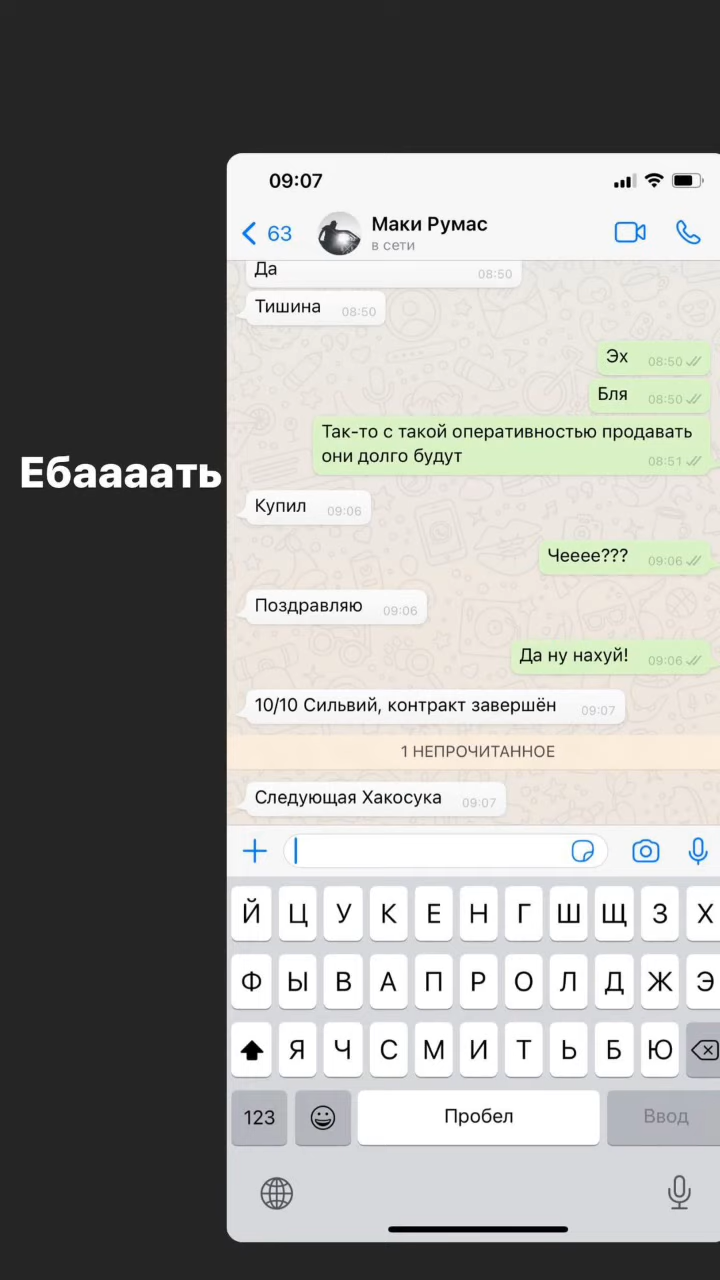 09:07
63
Маки Румас
в сети
Да 08:50
Тишина 08:50
Эх 08:50
Бля 08:50
Так-то с такой оперативностью продавать
они долго будут 08:51
Ебаааать
Купил 09:06
Чееее??? 09:06
Поздравляю 09:06
Да ну нахуй! 09:06
10/10 Сильвий, контракт завершён 09:07
1 НЕПРОЧИТАННОЕ
Следующая Хакосука 09:07
Й Ц У К Е Н Г Ш Щ З Х
Ф Ы В А П Р О Л Д Ж Э
Я Ч С М И Т Ь Б Ю
123 Пробел Ввод